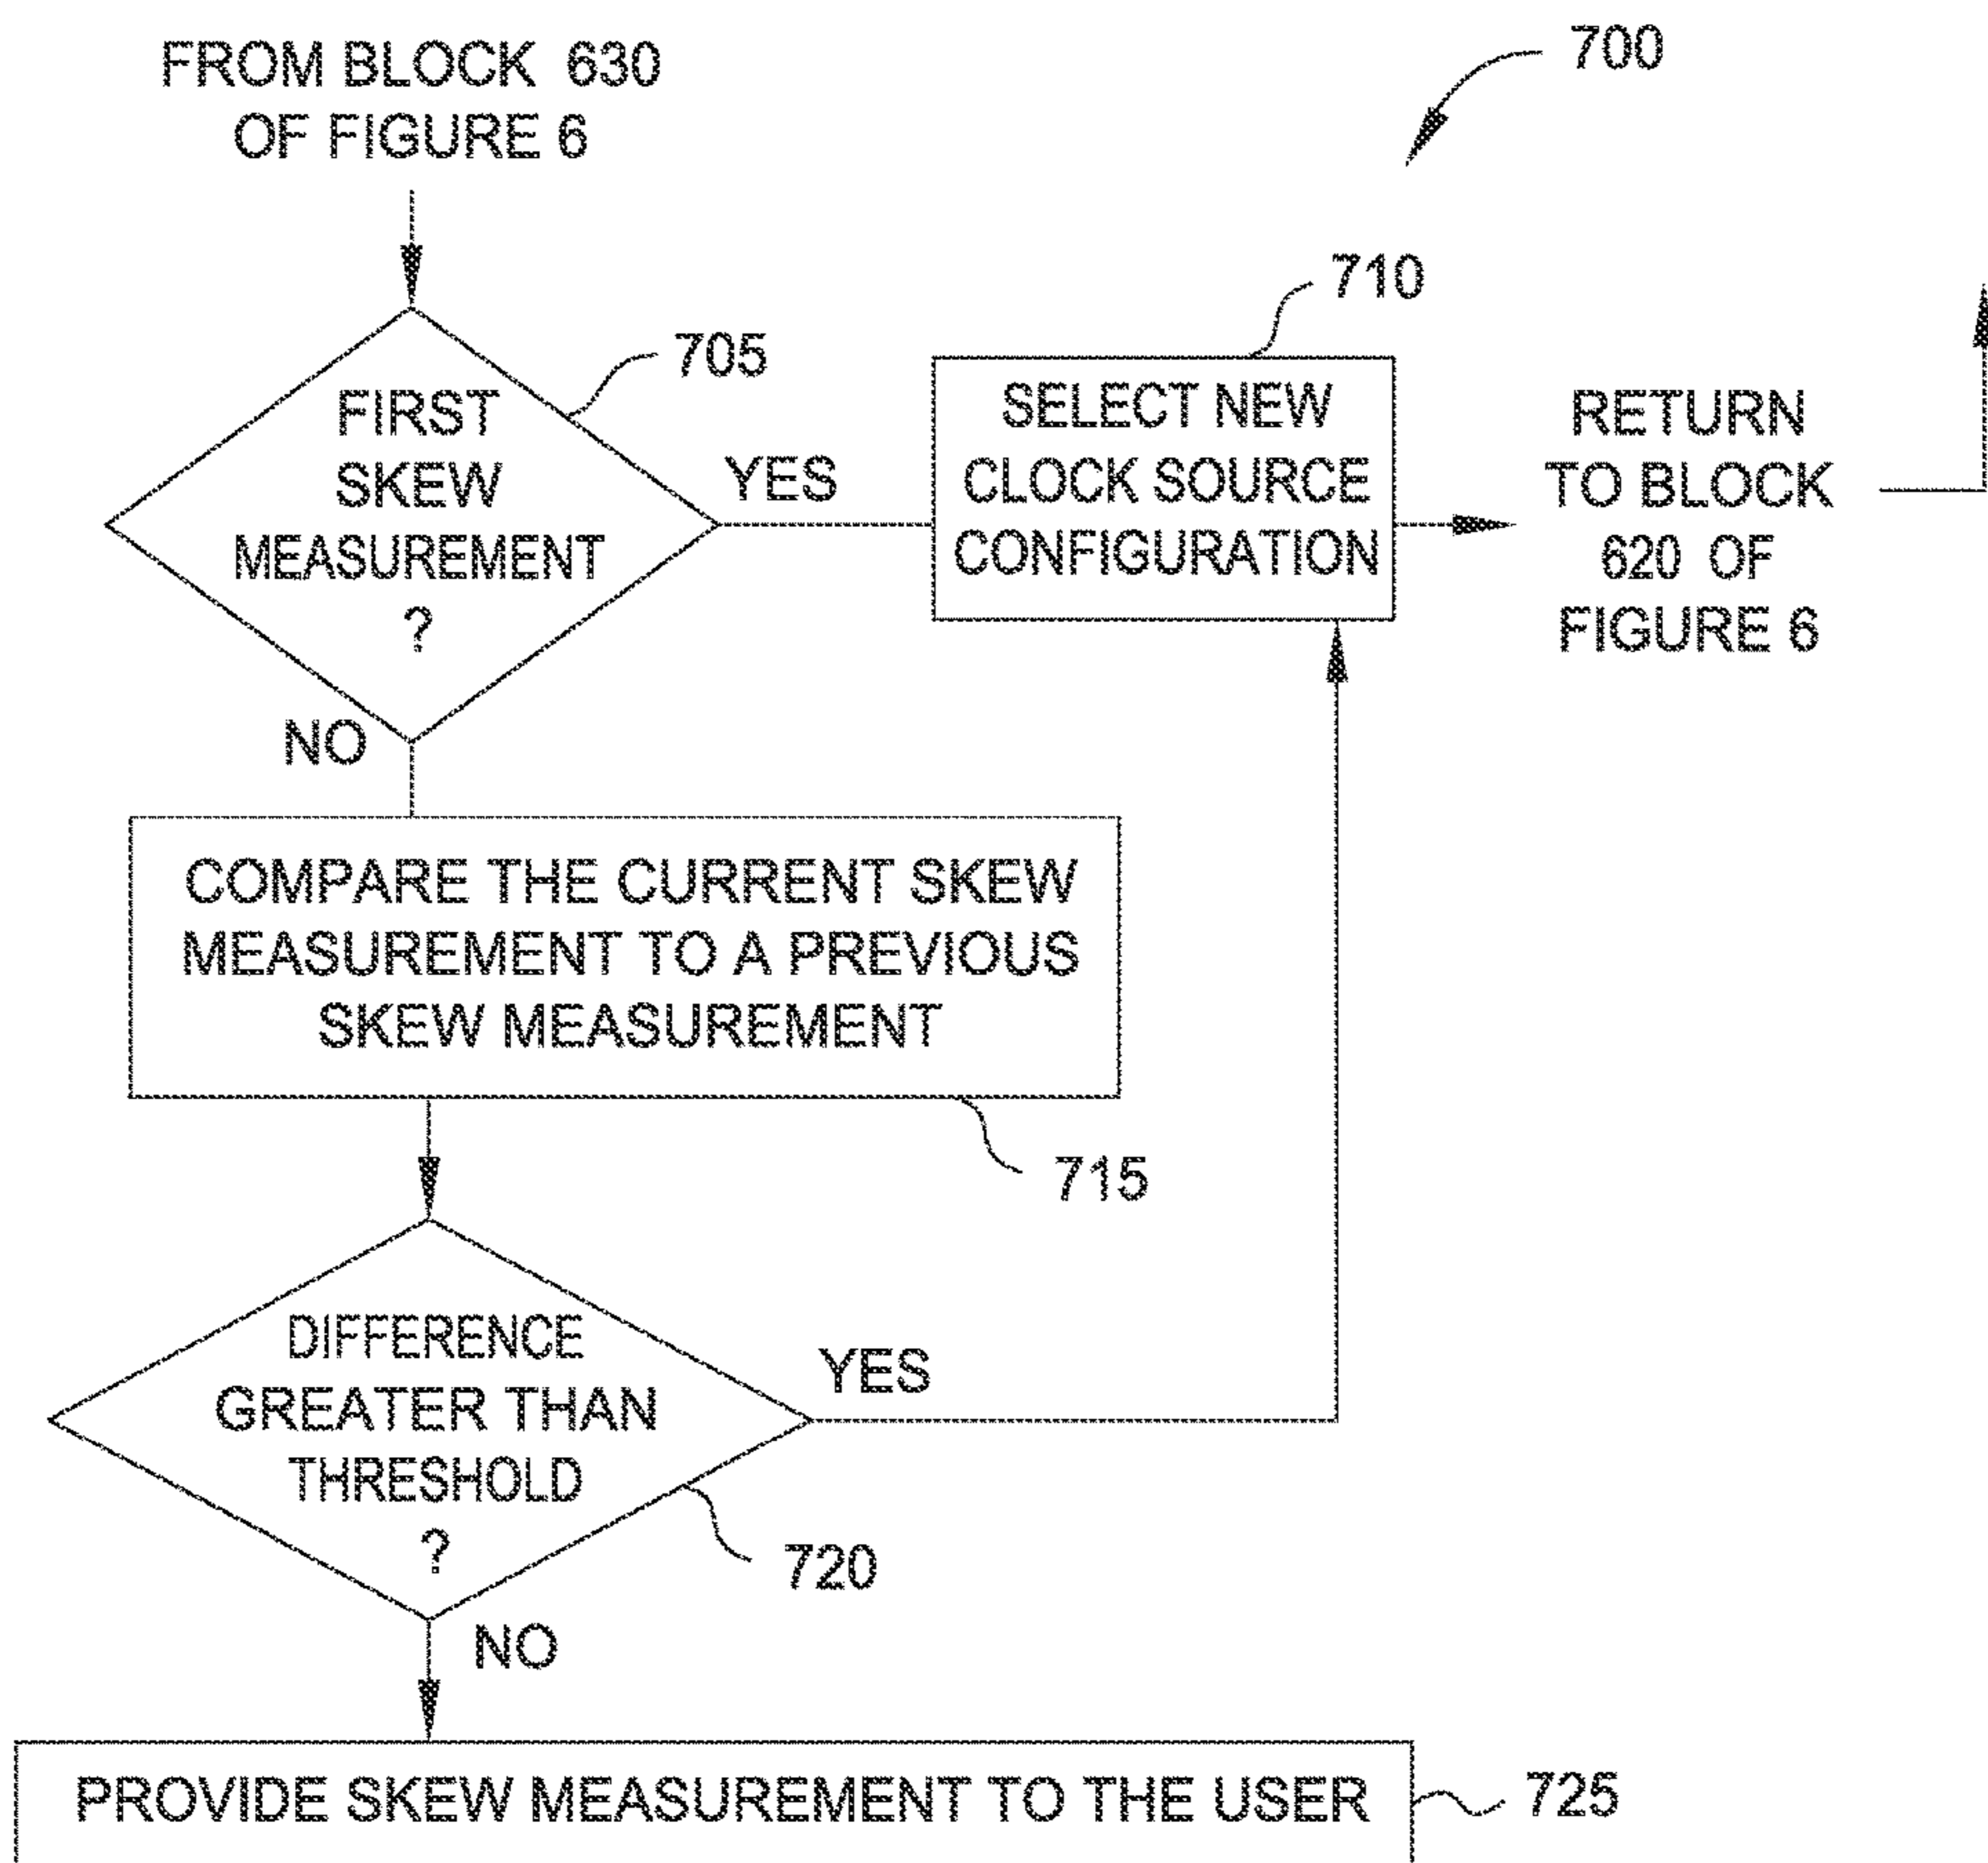 FROM BLOCK 630
OF FIGURE 6
700
705
FIRST
SKEW
MEASUREMENT
?
YES
NO
710
SELECT NEW
CLOCK SOURCE
CONFIGURATION
RETURN
TO BLOCK
620 OF
FIGURE 6
COMPARE THE CURRENT SKEW
MEASUREMENT TO A PREVIOUS
SKEW MEASUREMENT
715
DIFFERENCE
GREATER THAN
THRESHOLD
?
YES
720
NO
PROVIDE SKEW MEASUREMENT TO THE USER
725